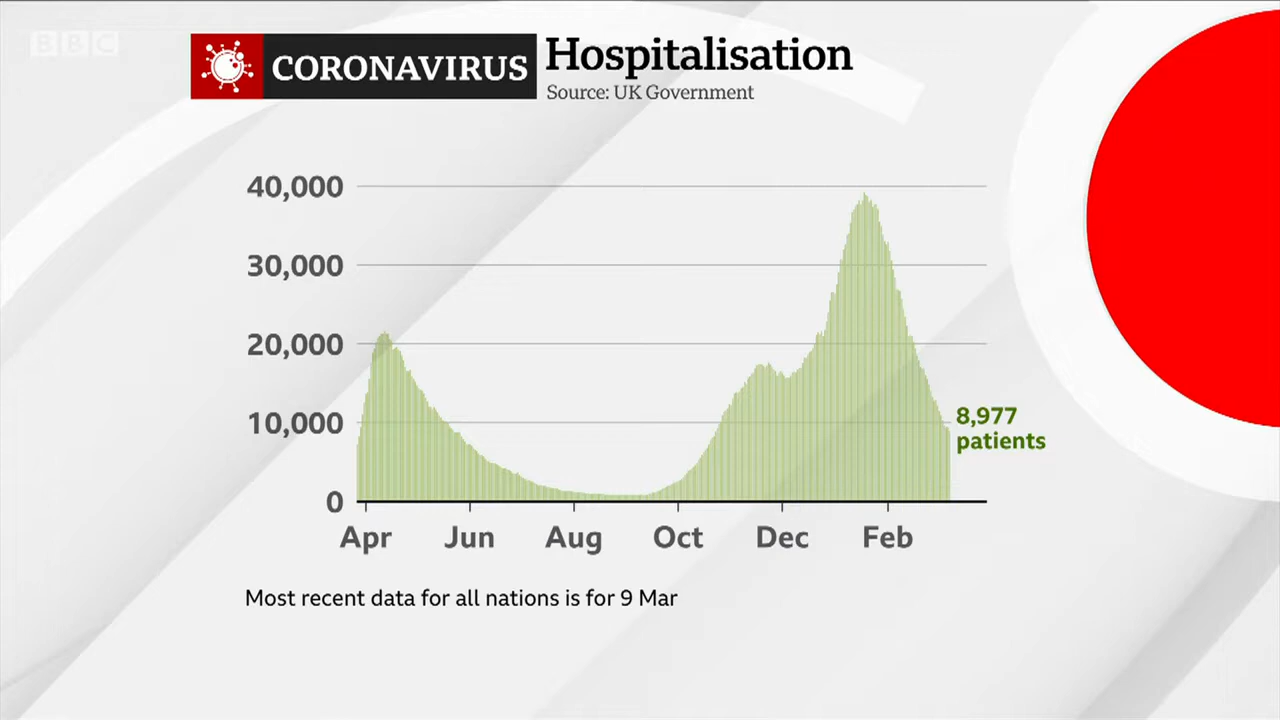 BBC
CORONAVIRUS
Hospitalisation
Source: UK Government
40,000
30,000
20,000
10,000
0
8,977
patients
Apr Jun Aug Oct Dec Feb
Most recent data for all nations is for 9 Mar